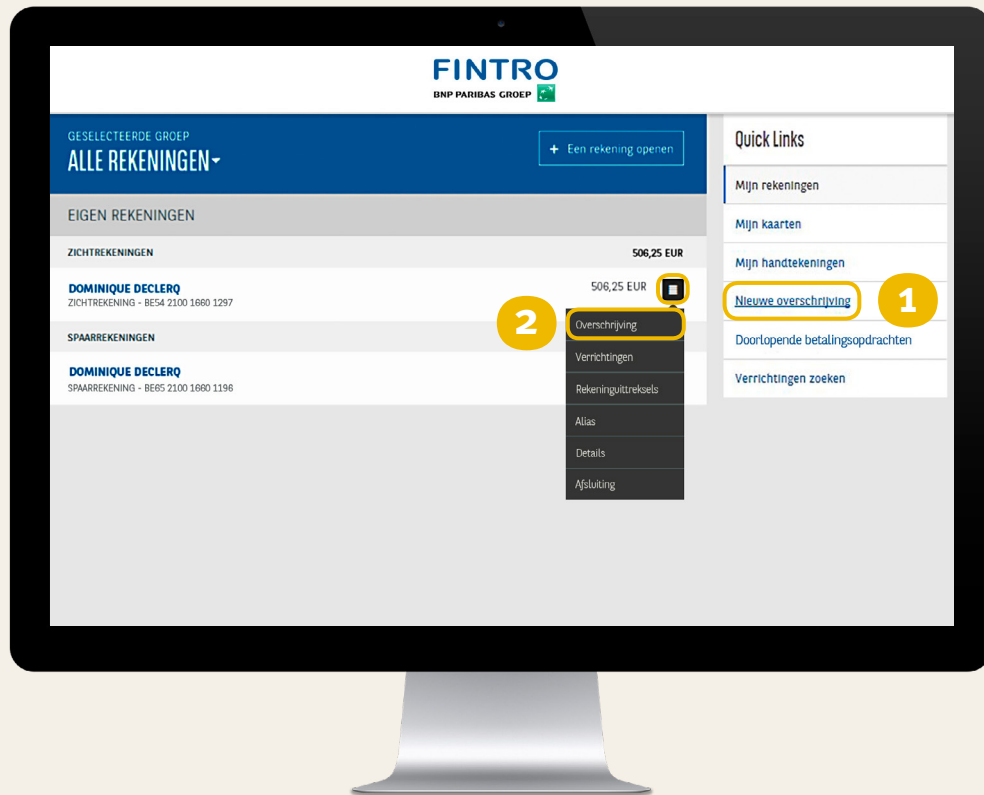 FINTRO
BNP PARIBAS GROEP
GESELECTEERDE GROEP
ALLE REKENINGEN
+ Een rekening openen
EIGEN REKENINGEN
ZICHTREKENINGEN 506,25 EUR
DOMINIQUE DECLERQ
ZICHTREKENING - BE54 2100 1660 1297
506,25 EUR
SPAARREKENINGEN
DOMINIQUE DECLERQ
SPAARREKENING - BE65 2100 1660 1196
2
Overschrijving
Verrichtingen
Rekeninguittreksels
Alias
Details
Afsluiting
Quick Links
Mijn rekeningen
Mijn kaarten
Mijn handtekeningen
Nieuwe overschrijving
1
Doorlopende betalingsopdrachten
Verrichtingen zoeken